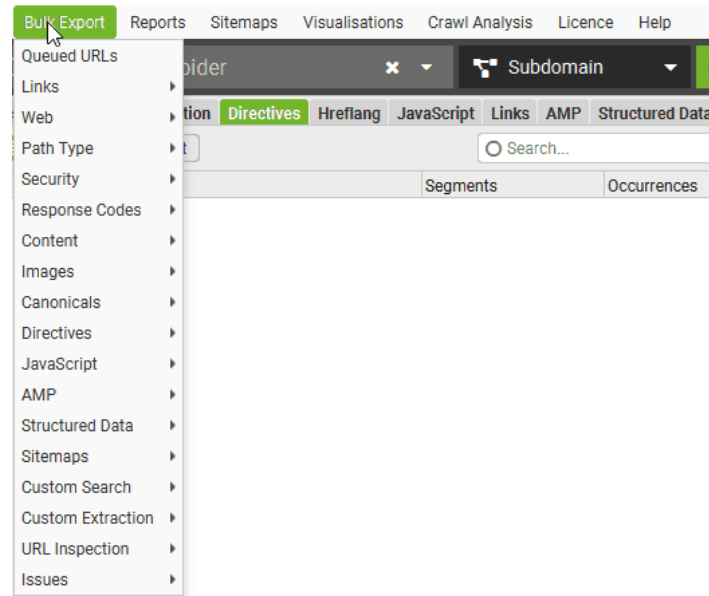 Bulk Export Reports Sitemaps Visualisations Crawl Analysis Licence Help
Queued URLs
Subdomain
Links
Web
Directives Hreflang JavaScript Links AMP Structured Data
Path Type
Search...
Security
Segments Occurrences
Response Codes
Content
Images
Canonicals
Directives
JavaScript
AMP
Structured Data
Sitemaps
Custom Search
Custom Extraction
URL Inspection
Issues